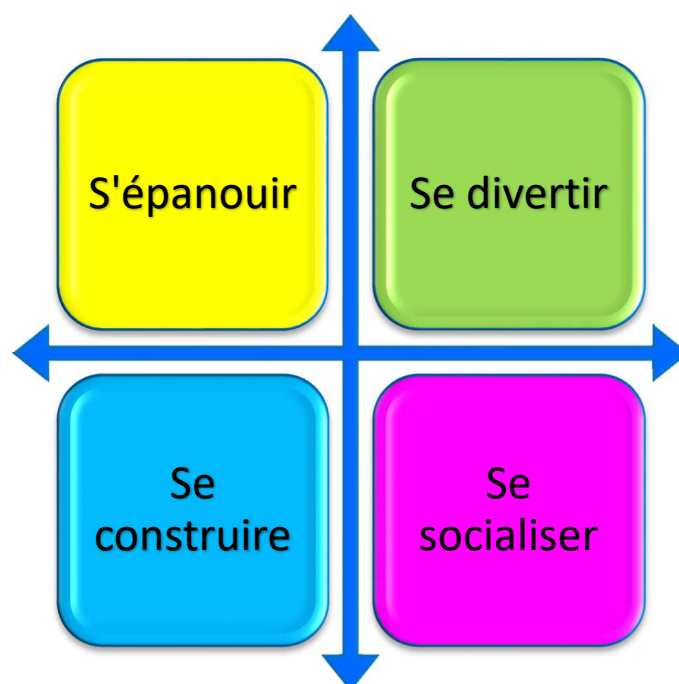 S'épanouir
Se divertir
Se
construire
Se
socialiser